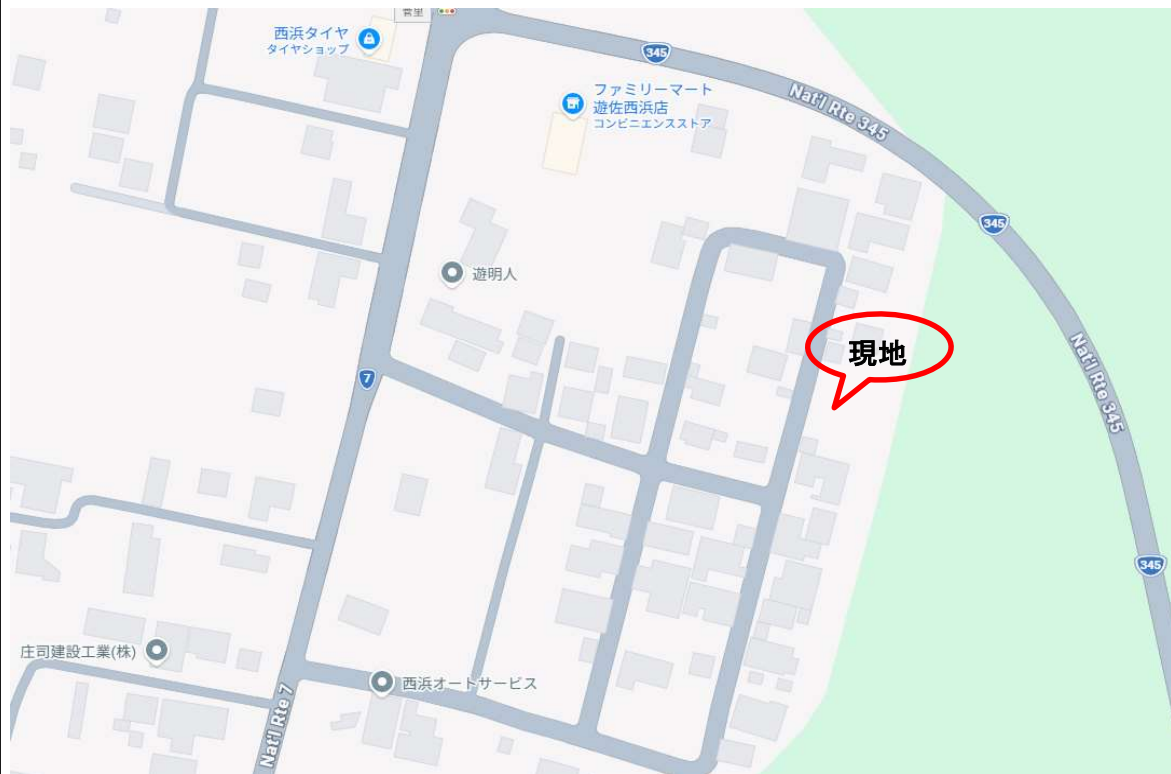 菅里
西浜タイヤ
タイヤショップ
345
ファミリーマート
遊佐西浜店
コンビニエンスストア
Nat'l Rte 345
345
遊明人
現地
Nat'l Rte 345
7
345
庄司建設工業(株)
西浜オートサービス
Nat'l Rte 7